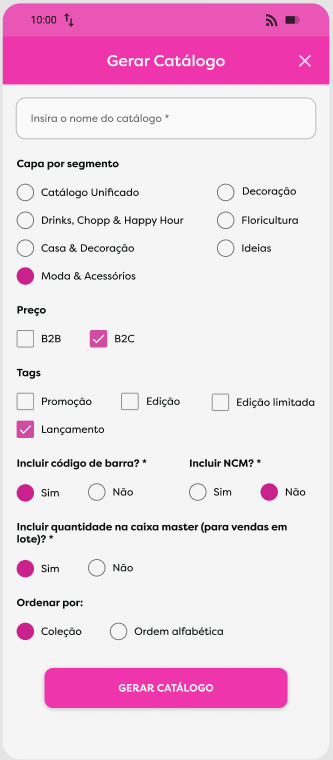 10:00
Gerar Catálogo
Insira o nome do catálogo *
Capa por segmento
Catálogo Unificado
Decoração
Drinks, Chopp & Happy Hour
Floricultura
Casa & Decoração
Ideias
Moda & Acessórios
Preço
B2B
B2C
Tags
Promoção
Edição
Edição limitada
Lançamento
Incluir código de barra? *
Incluir NCM? *
Sim
Não
Sim
Não
Incluir quantidade na caixa master (para vendas em
lote)? *
Sim
Não
Ordenar por:
Coleção
Ordem alfabética
GERAR CATÁLOGO